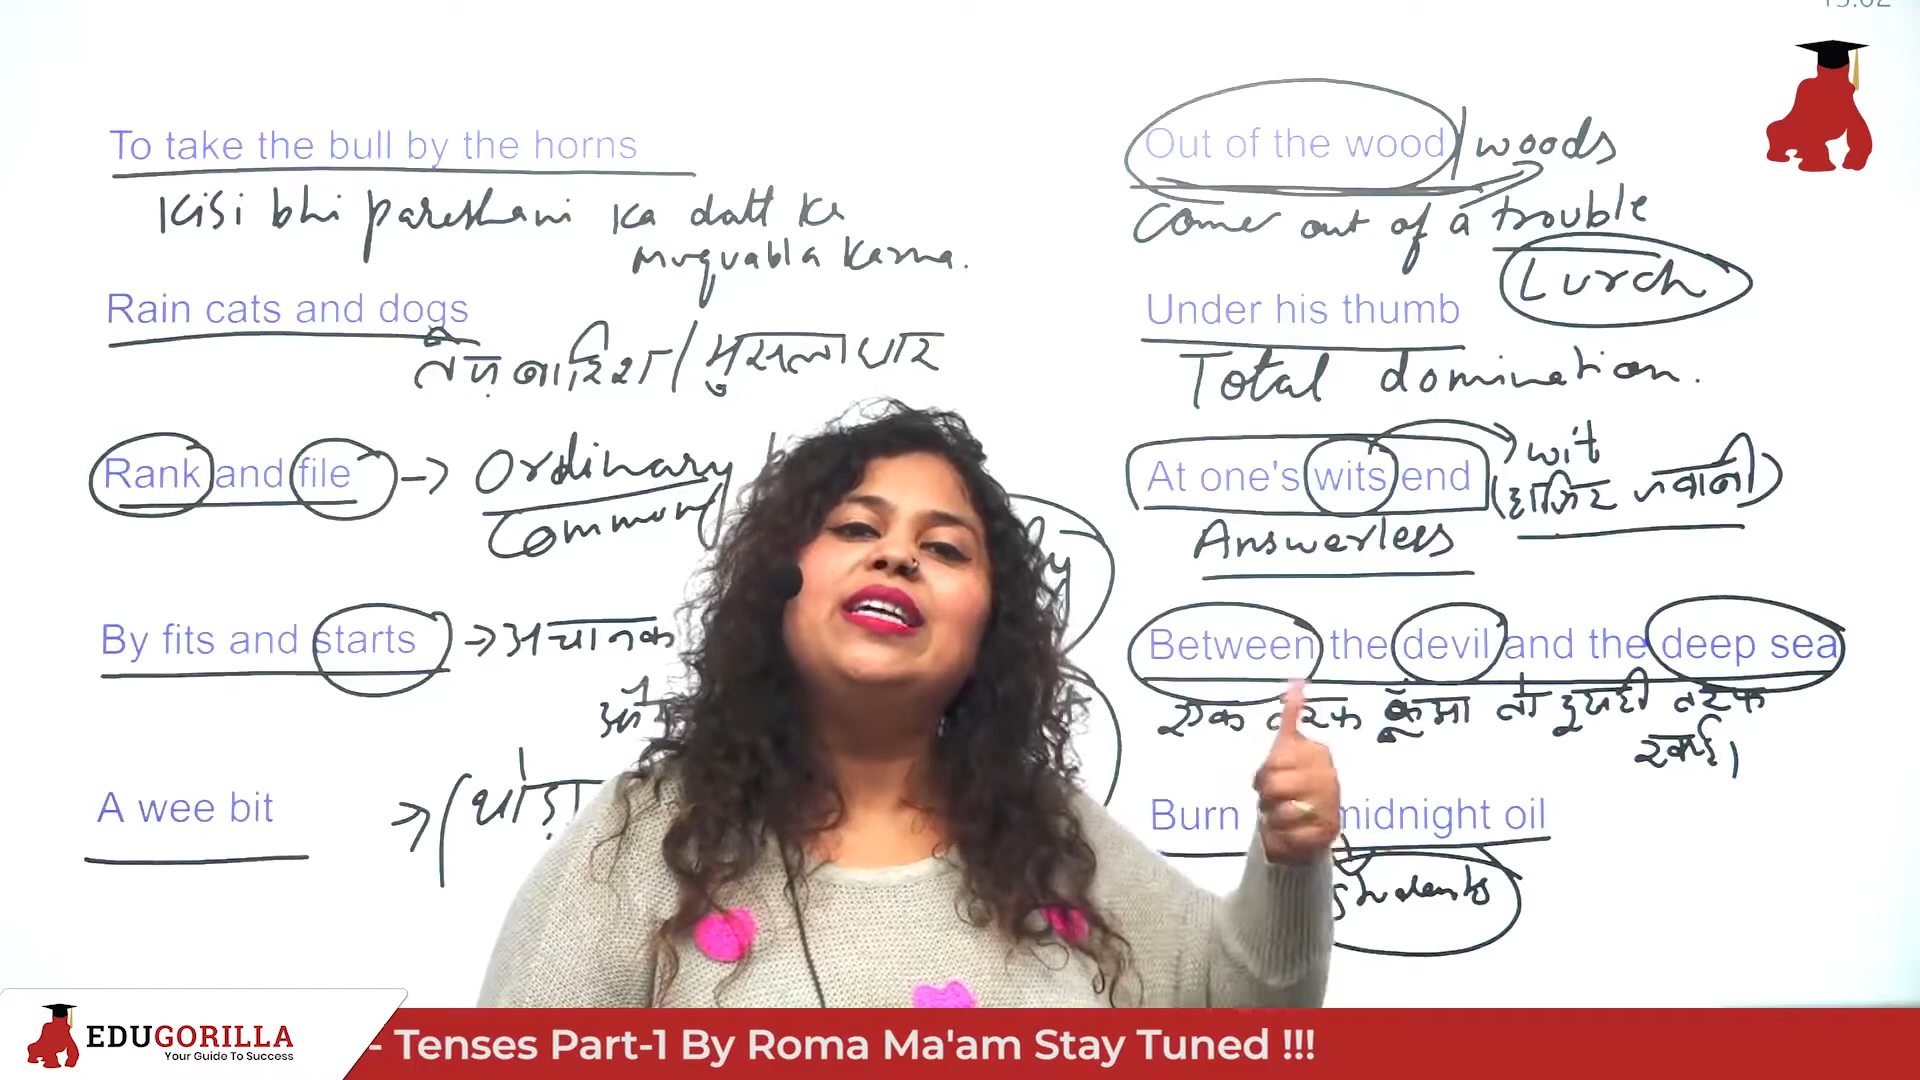 To take the bull by the horns
Kisi bhi pareshani ka datt ke
muquabla karna.
Rain cats and dogs
तेज़ बारिश / मूसलाधार
Rank and file → Ordinary
Common
By fits and starts → अचानक
A wee bit → (थोड़ा
Out of the wood / woods
Come out of a trouble
Lurch
Under his thumb
Total domination.
At one's wits end → wit
(हाजिर जवाबी)
Answerless
Between the devil and the deep sea
एक तरफ कुँआ तो दूसरी तरफ
खाई।
Burn midnight oil
students
EDUGORILLA
Your Guide To Success
- Tenses Part-1 By Roma Ma'am Stay Tuned !!!